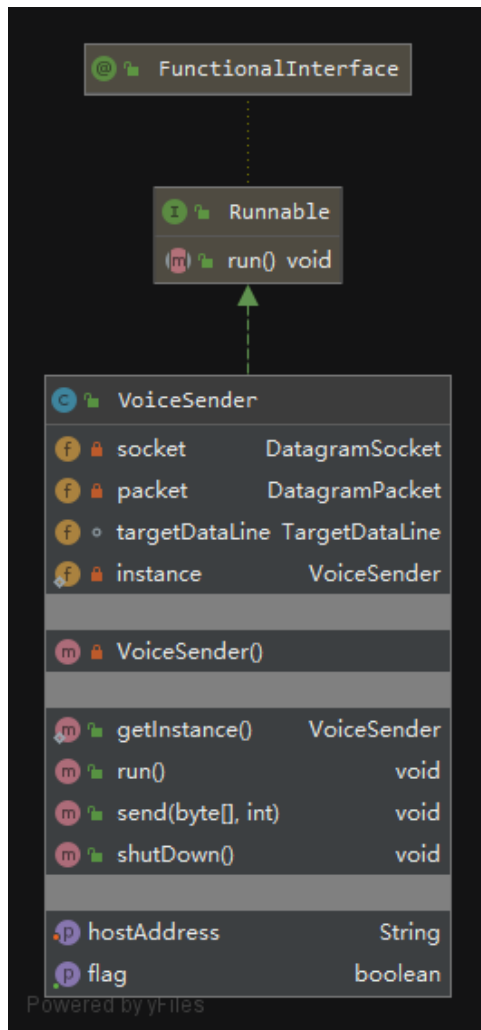 FunctionalInterface
Runnable
run() void
VoiceSender
socket DatagramSocket
packet DatagramPacket
targetDataLine TargetDataLine
instance VoiceSender
VoiceSender()
getInstance() VoiceSender
run() void
send(byte[], int) void
shutDown() void
hostAddress String
flag boolean
Powered by yFiles